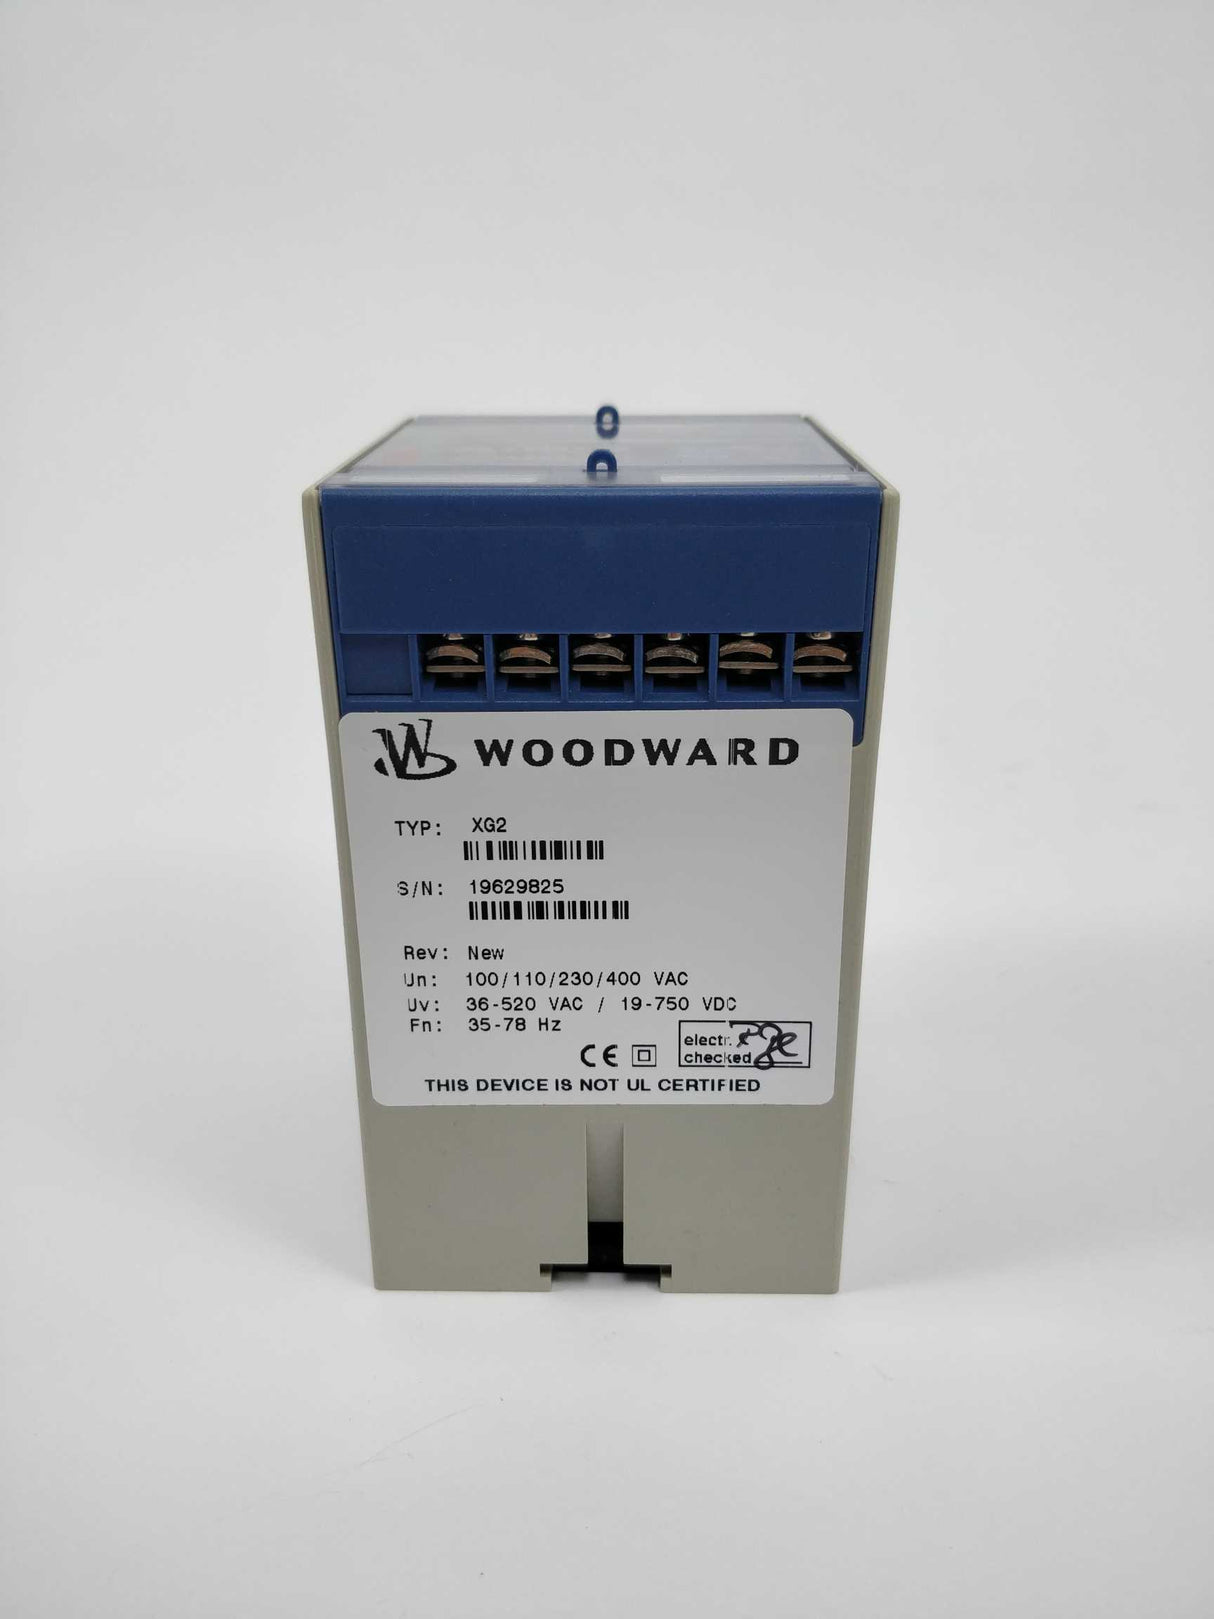 WOODWARD
TYP: XG2
S/N: 19629825
Rev: New
Un: 100/110/230/400 VAC
Uv: 36-520 VAC / 19-750 VDC
Fn: 35-78 Hz
CE
electr.
checked
THIS DEVICE IS NOT UL CERTIFIED